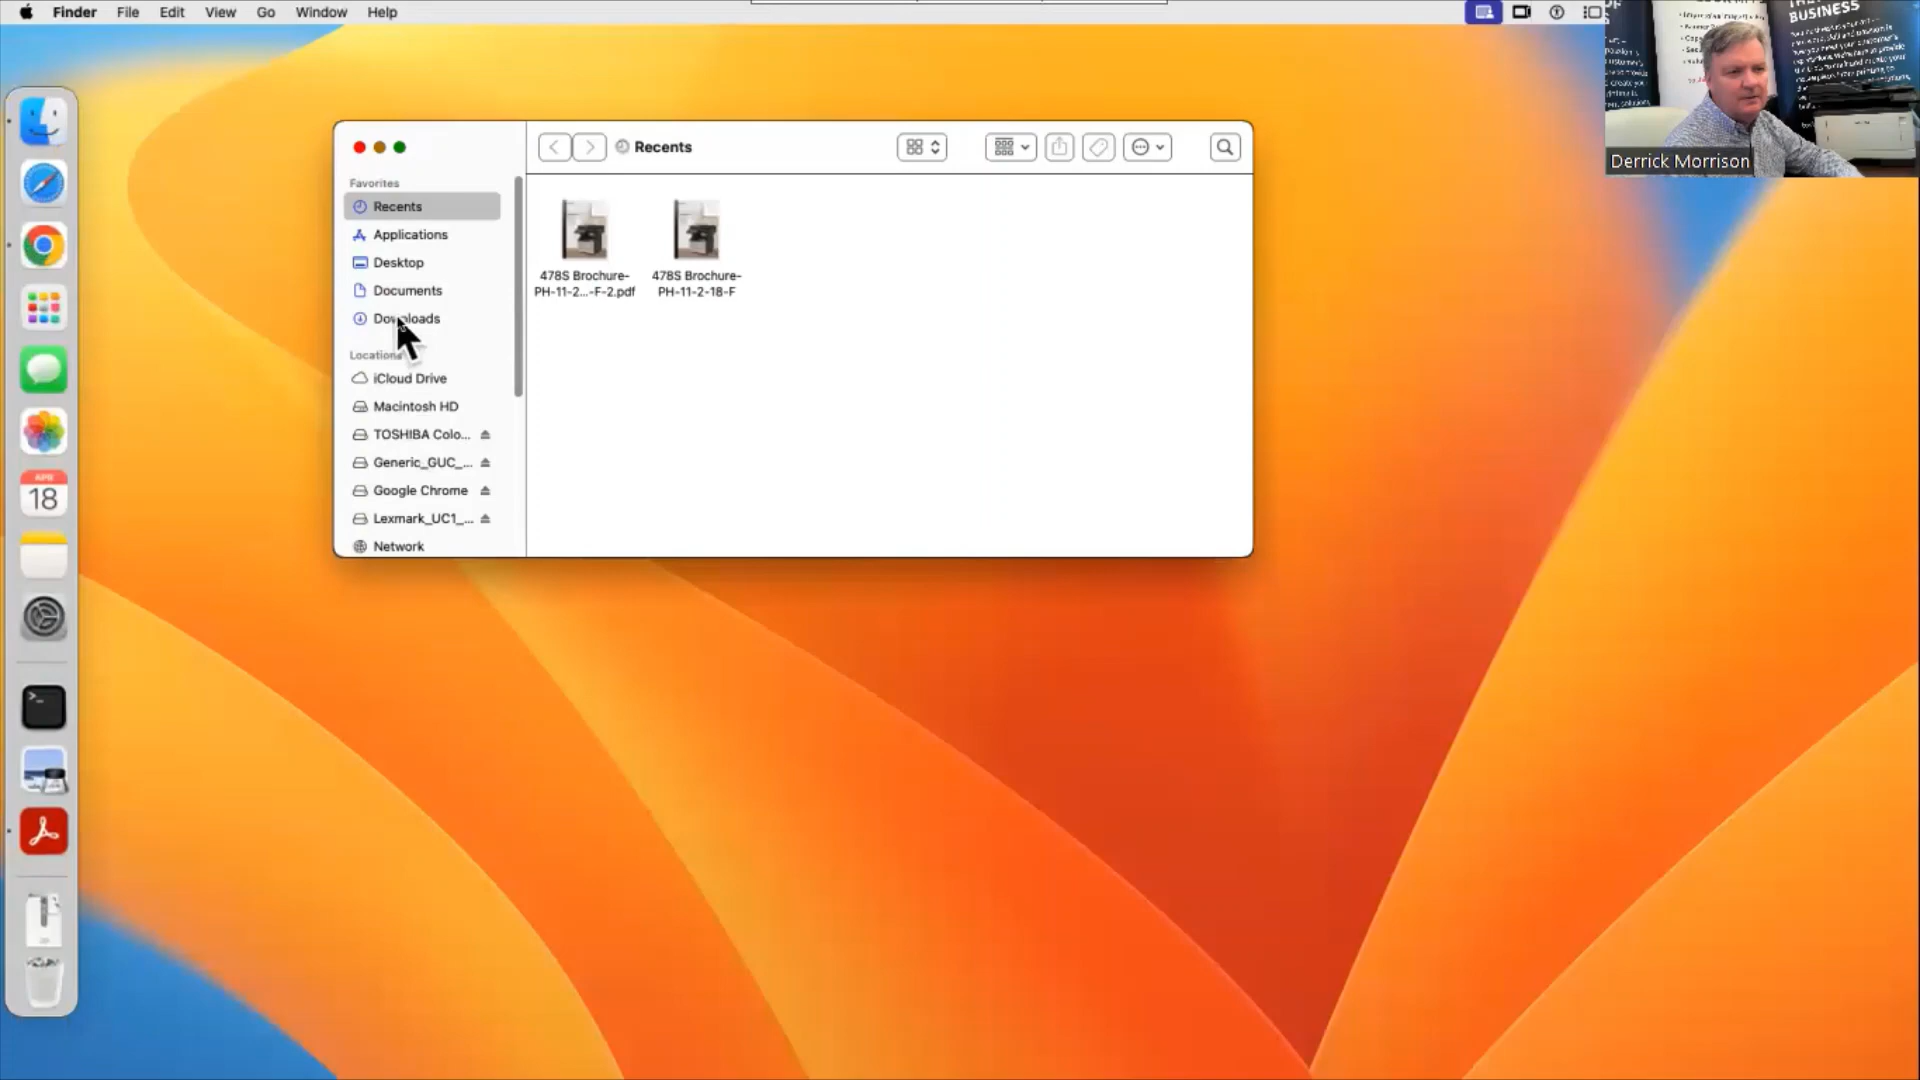 Finder File Edit View Go Window Help
BUSINESS
Derrick Morrison
Recents
Favorites
Recents
Applications
Desktop
Documents
Downloads
Locations
iCloud Drive
Macintosh HD
TOSHIBA Colo...
Generic_GUC_...
Google Chrome
Lexmark_UC1_...
Network
478S Brochure-
PH-11-2...-F-2.pdf
478S Brochure-
PH-11-2-18-F
APR
18